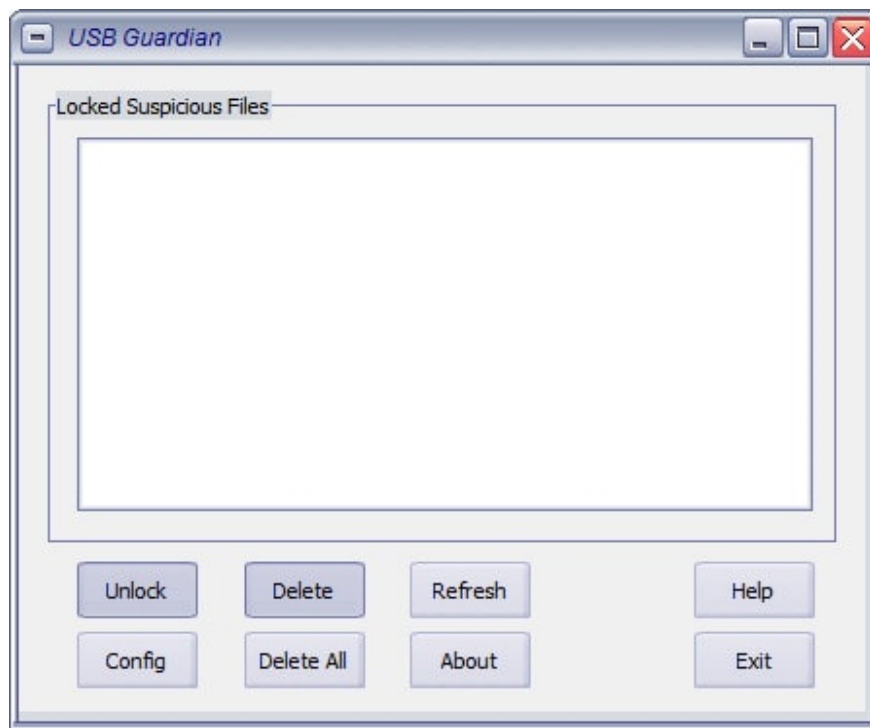 USB Guardian
Locked Suspicious Files
Unlock Delete Refresh Help
Config Delete All About Exit